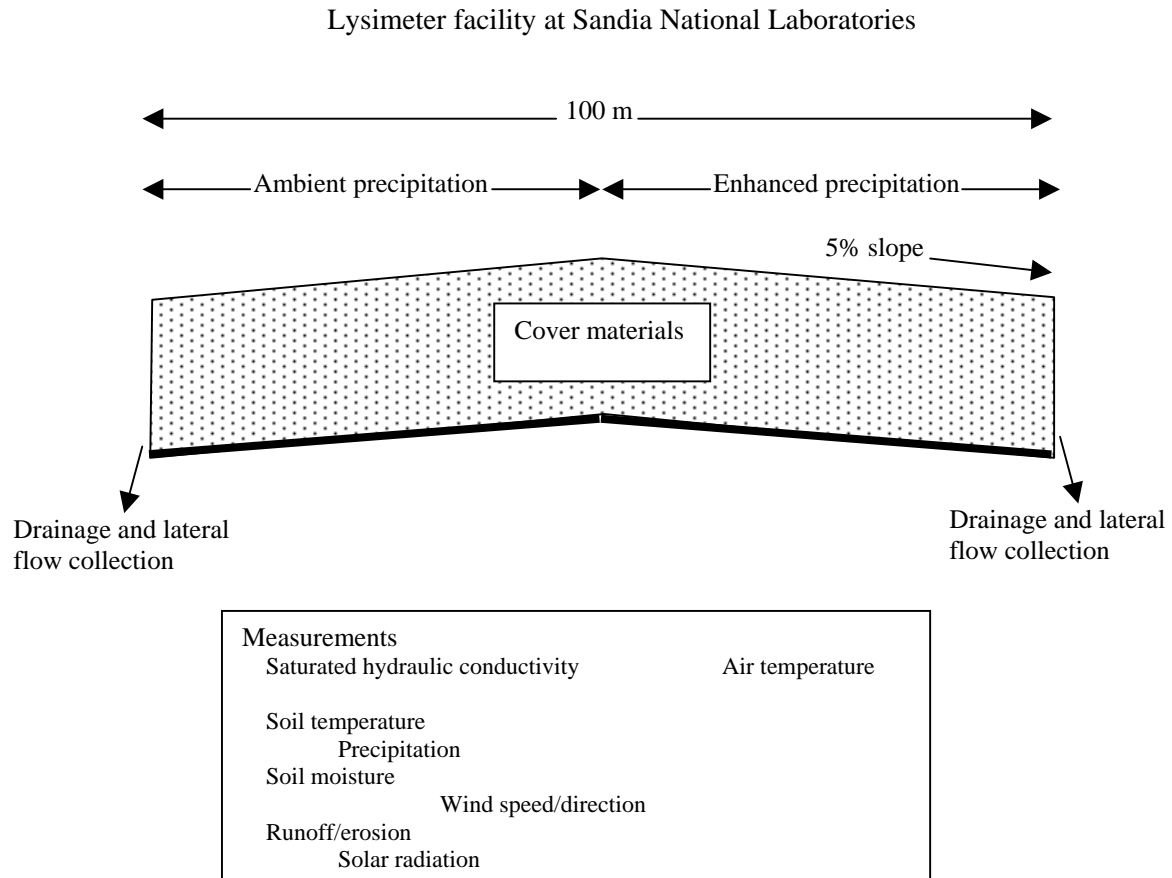 Lysimeter facility at Sandia National Laboratories
100 m
Ambient precipitation
Enhanced precipitation
5% slope
Cover materials
Drainage and lateral
flow collection
Drainage and lateral
flow collection
Measurements
Saturated hydraulic conductivity Air temperature
Soil temperature
Precipitation
Soil moisture
Wind speed/direction
Runoff/erosion
Solar radiation